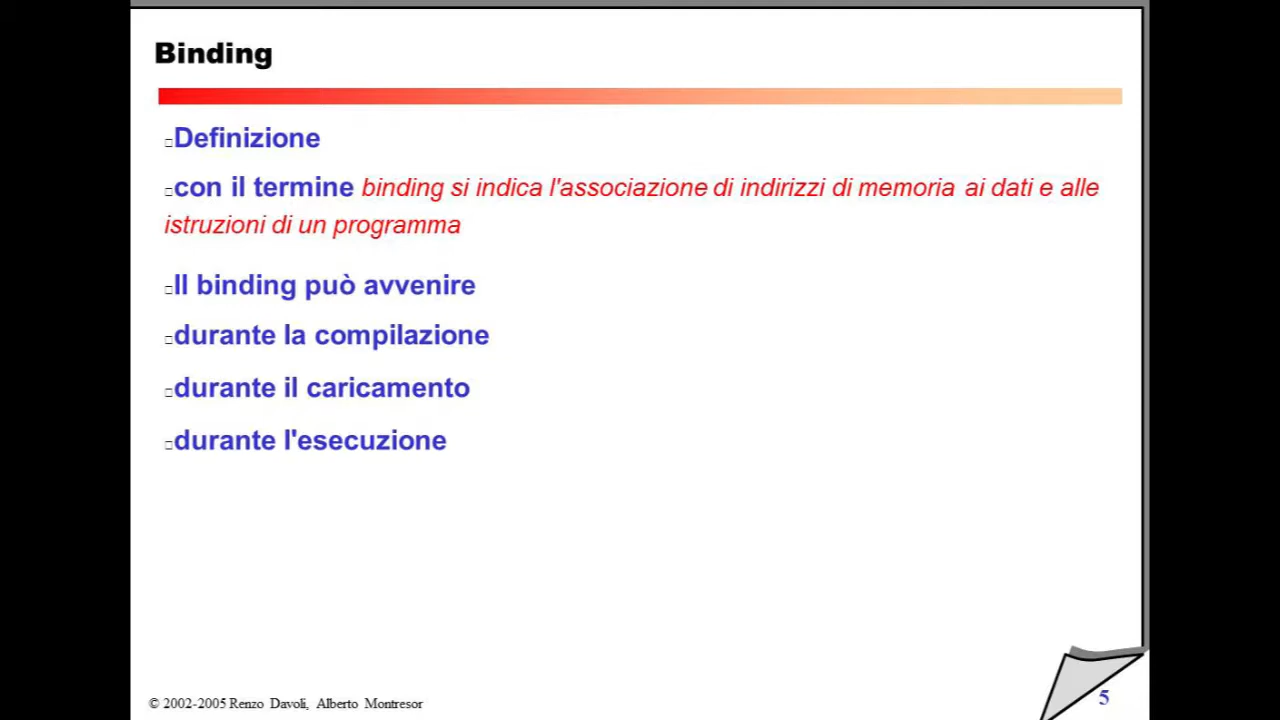 Binding
Definizione
con il termine binding si indica l'associazione di indirizzi di memoria ai dati e alle
istruzioni di un programma
Il binding può avvenire
durante la compilazione
durante il caricamento
durante l'esecuzione
© 2002-2005 Renzo Davoli, Alberto Montresor
5